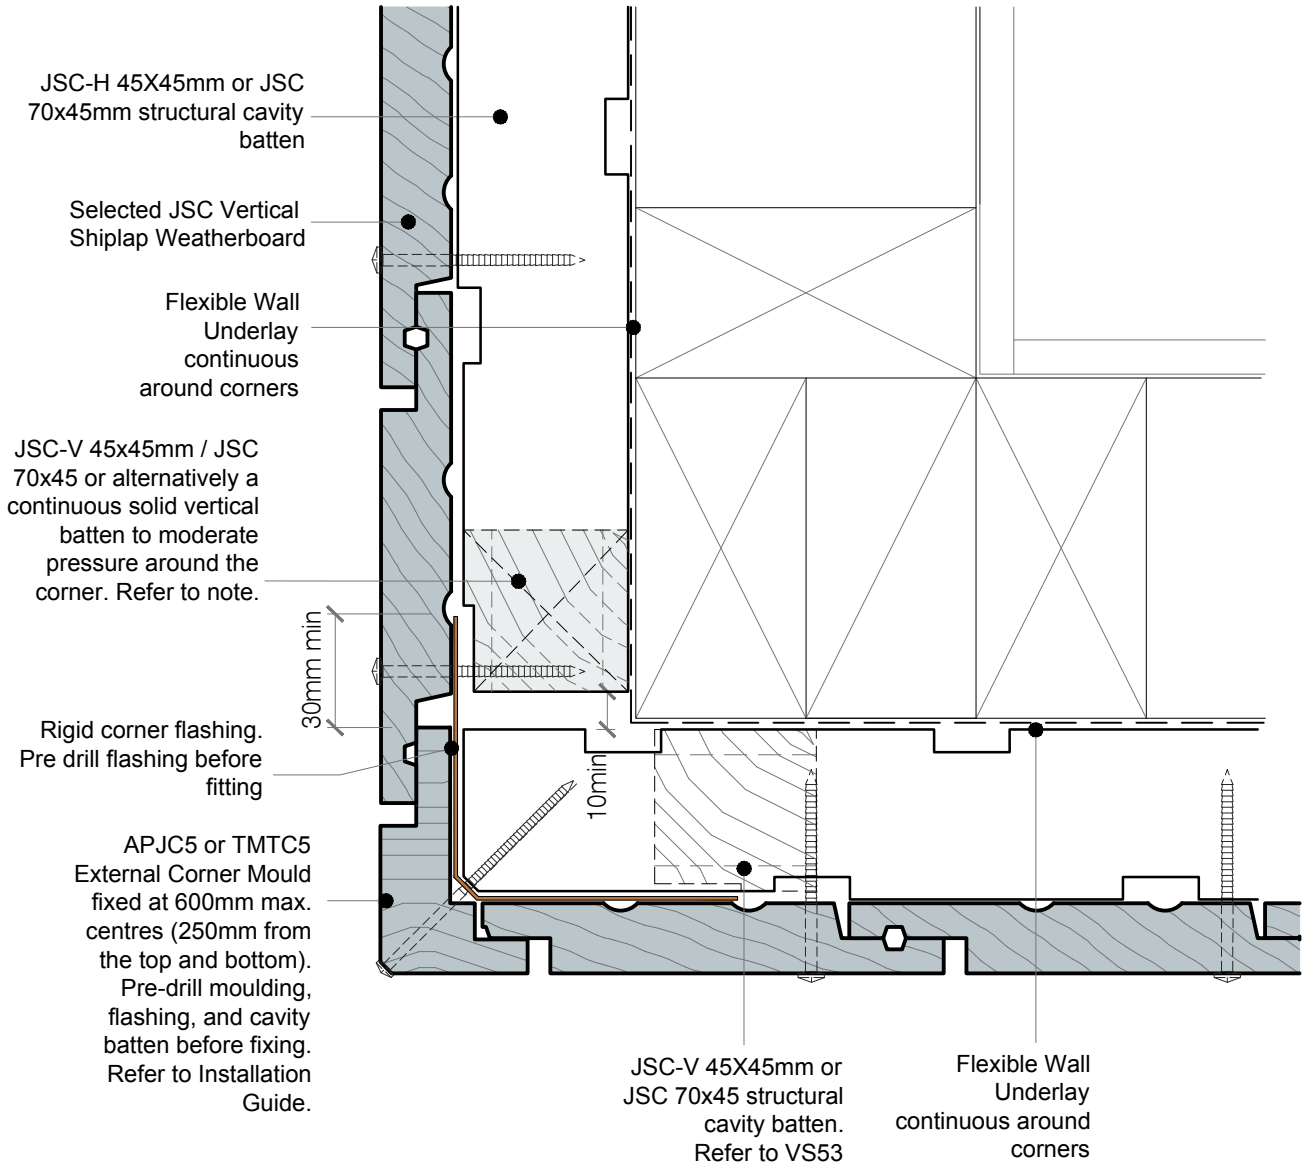 JSC-H 45X45mm or JSC
70x45mm structural cavity
batten
Selected JSC Vertical
Shiplap Weatherboard
Flexible Wall
Underlay
continuous
around corners
JSC-V 45x45mm / JSC
70x45 or alternatively a
continuous solid vertical
batten to moderate
pressure around the
corner. Refer to note.
30mm min
Rigid corner flashing.
Pre drill flashing before
fitting
10min
APJC5 or TMTC5
External Corner Mould
fixed at 600mm max.
centres (250mm from
the top and bottom).
Pre-drill moulding,
flashing, and cavity
batten before fixing.
Refer to Installation
Guide.
JSC-V 45X45mm or
JSC 70x45 structural
cavity batten.
Refer to VS53
Flexible Wall
Underlay
continuous around
corners